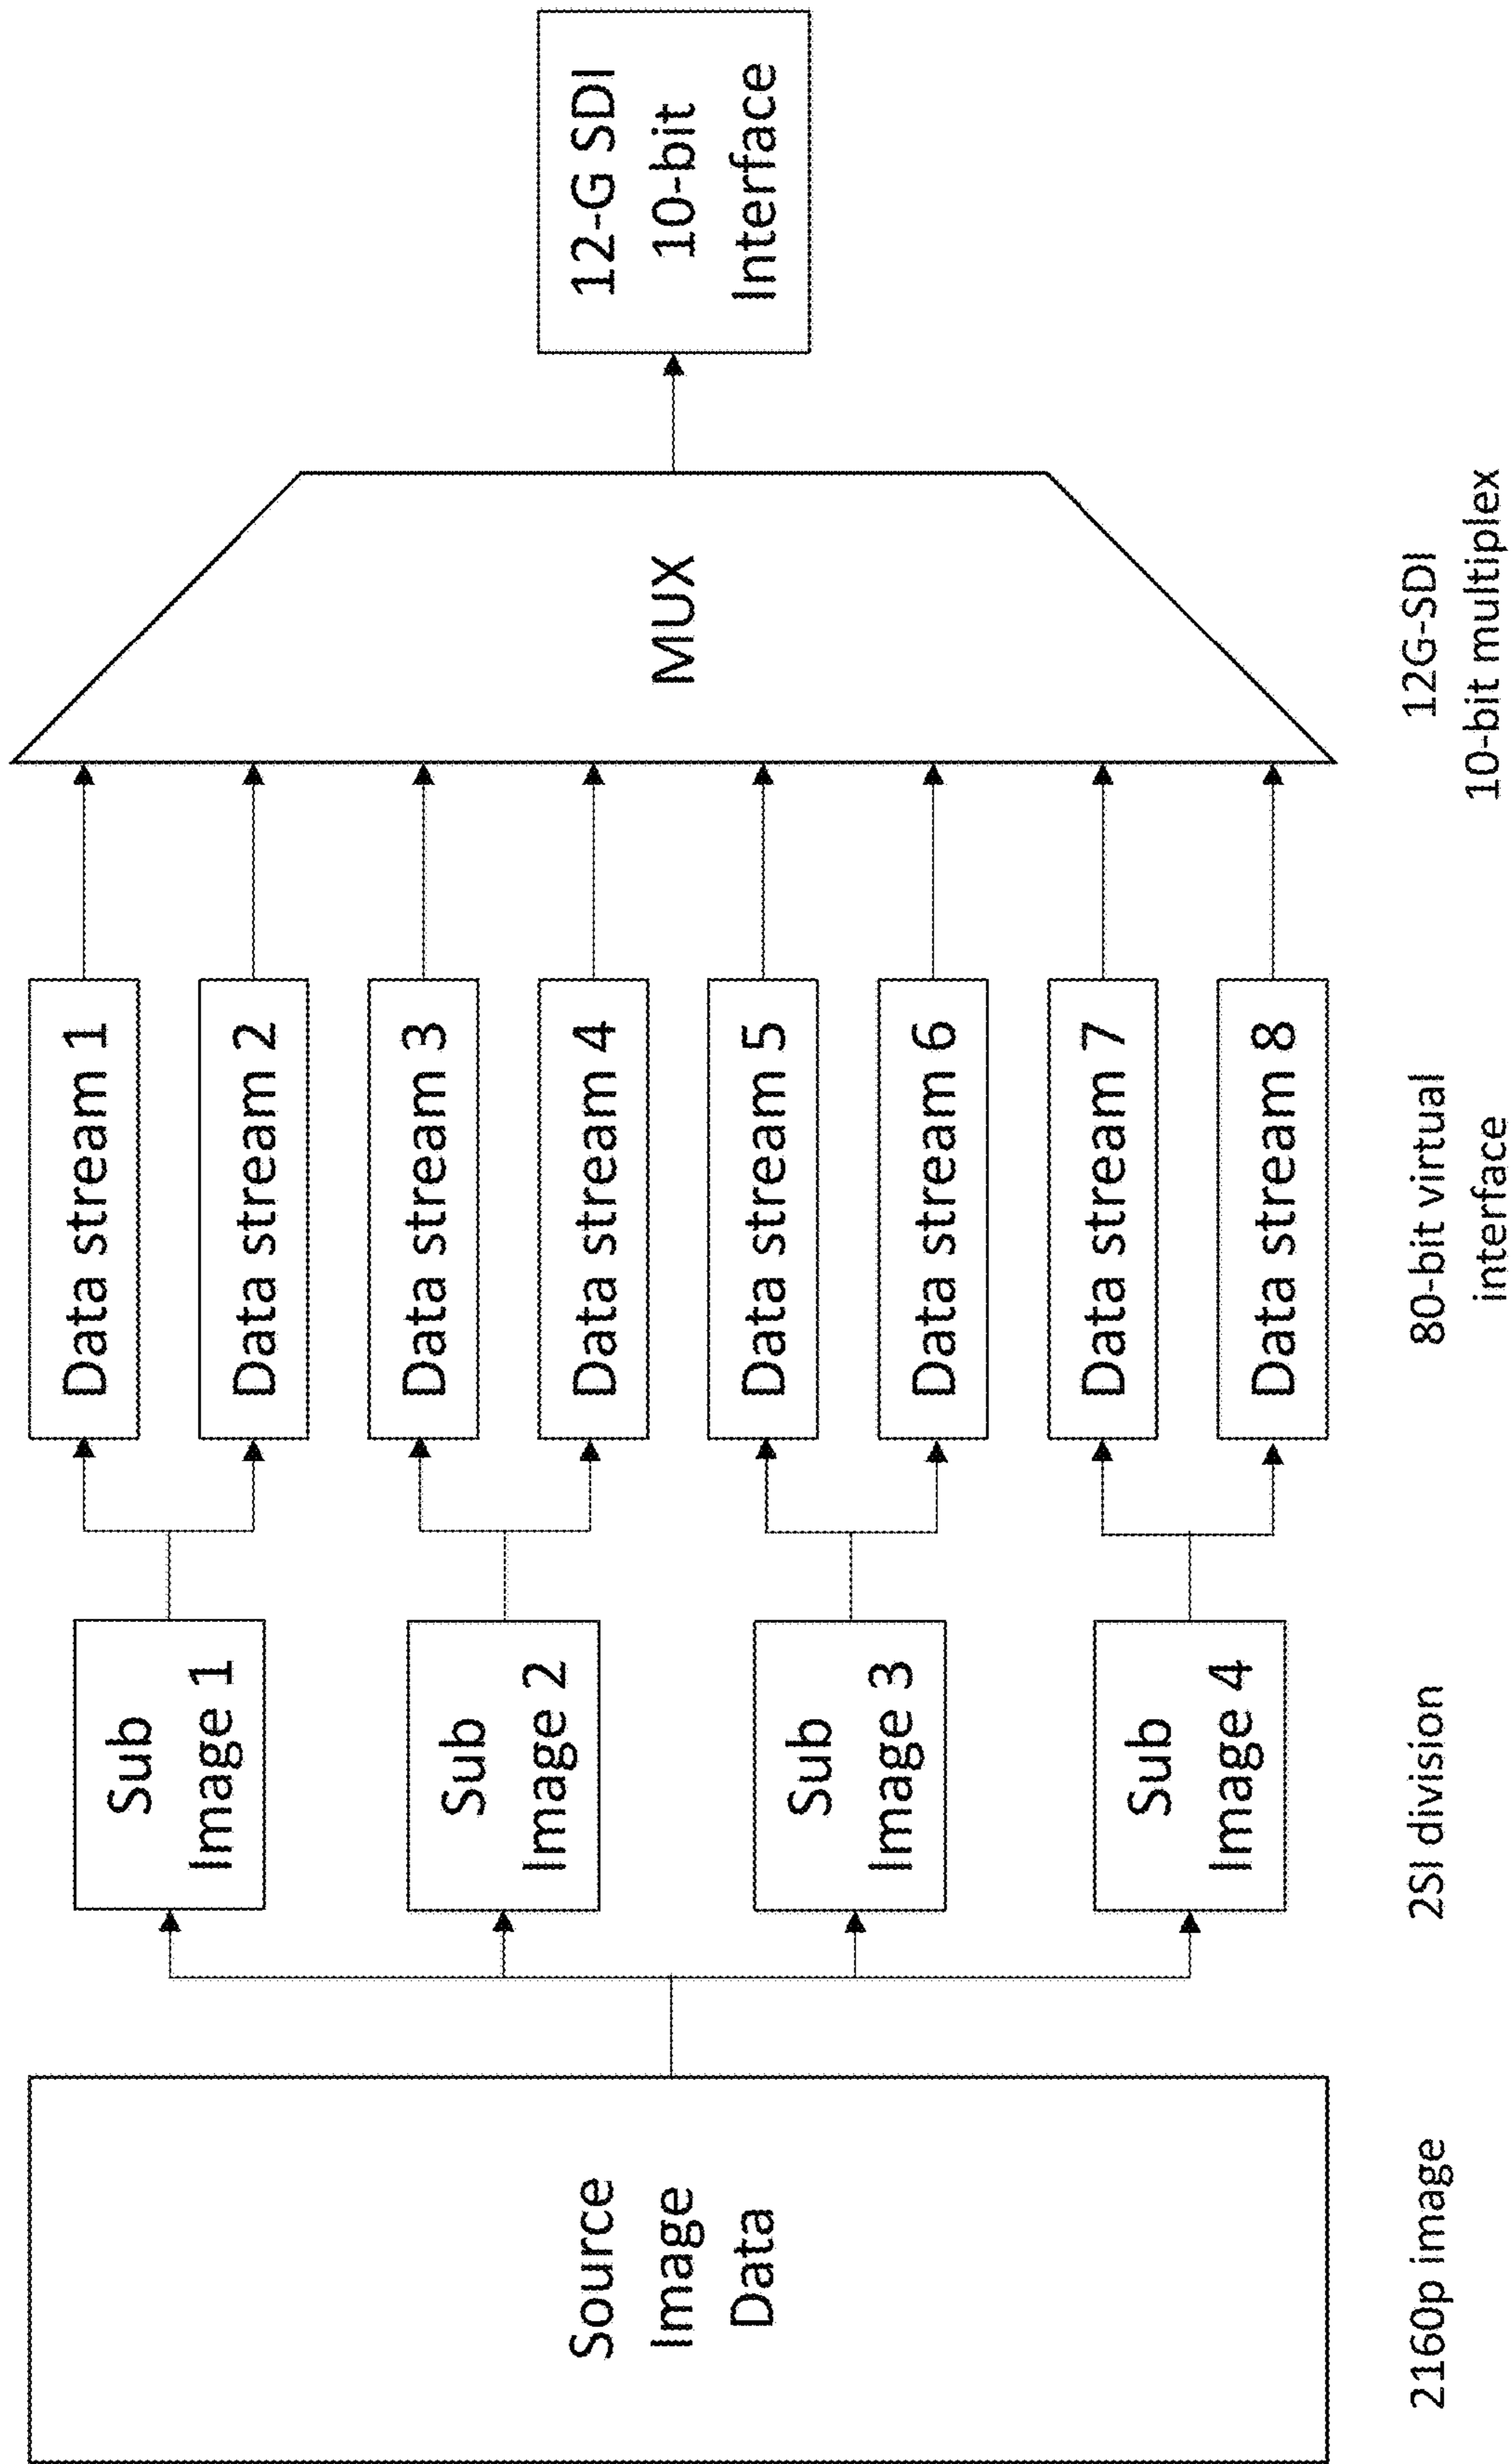 Source
Image
Data
2160p image
Sub
Image 1
Sub
Image 2
Sub
Image 3
Sub
Image 4
2SI division
Data stream 1
Data stream 2
Data stream 3
Data stream 4
Data stream 5
Data stream 6
Data stream 7
Data stream 8
80-bit virtual
interface
MUX
12G-SDI
10-bit multiplex
12-G SDI
10-bit
Interface